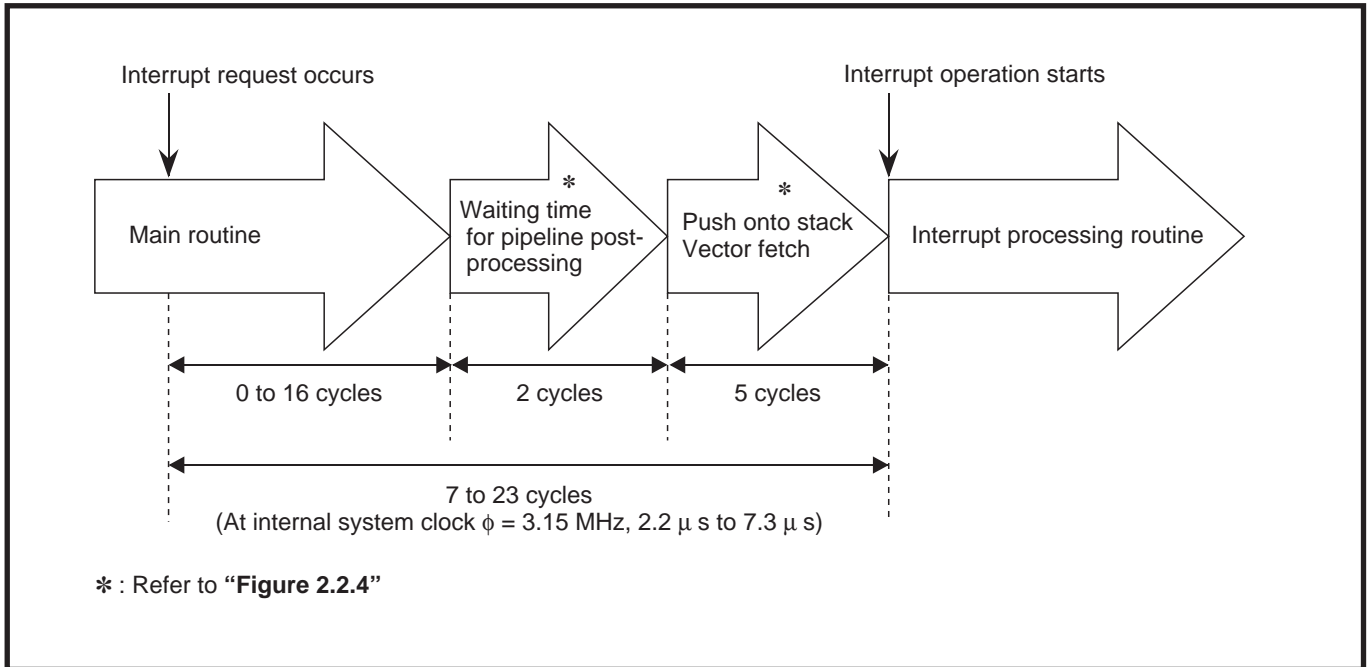 Interrupt request occurs
Interrupt operation starts
Main routine
*
Waiting time
for pipeline post-
processing
*
Push onto stack
Vector fetch
Interrupt processing routine
0 to 16 cycles
2 cycles
5 cycles
7 to 23 cycles
(At internal system clock ϕ = 3.15 MHz, 2.2 μ s to 7.3 μ s)
* : Refer to “Figure 2.2.4”